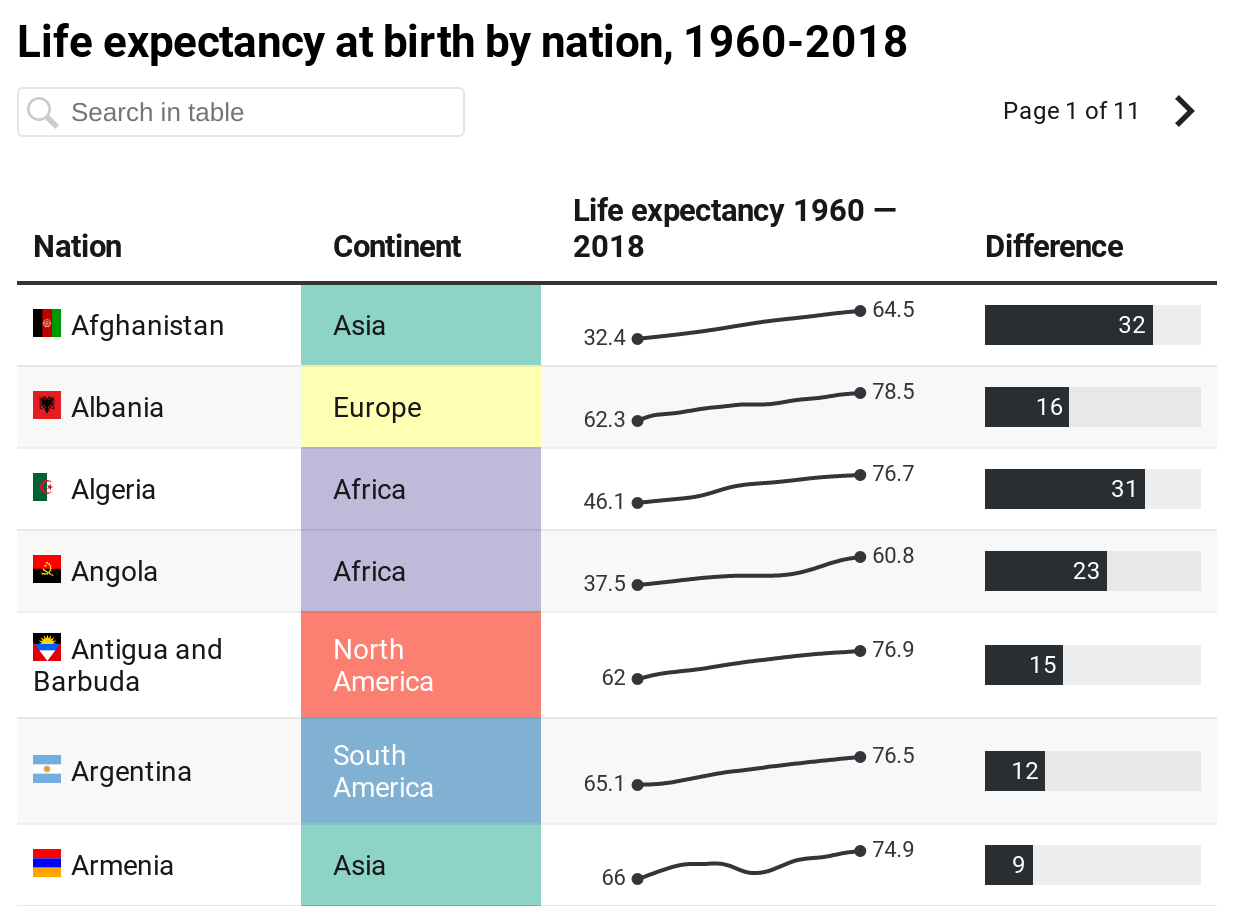 Life expectancy at birth by nation, 1960-2018
Search in table
Page 1 of 11
Life expectancy 1960 —
Nation Continent 2018 Difference
Afghanistan Asia 32.4 64.5 32
Albania Europe 62.3 78.5 16
Algeria Africa 46.1 76.7 31
Angola Africa 37.5 60.8 23
Antigua and
Barbuda
North
America
62 76.9 15
Argentina
South
America
65.1 76.5 12
Armenia Asia 66 74.9 9